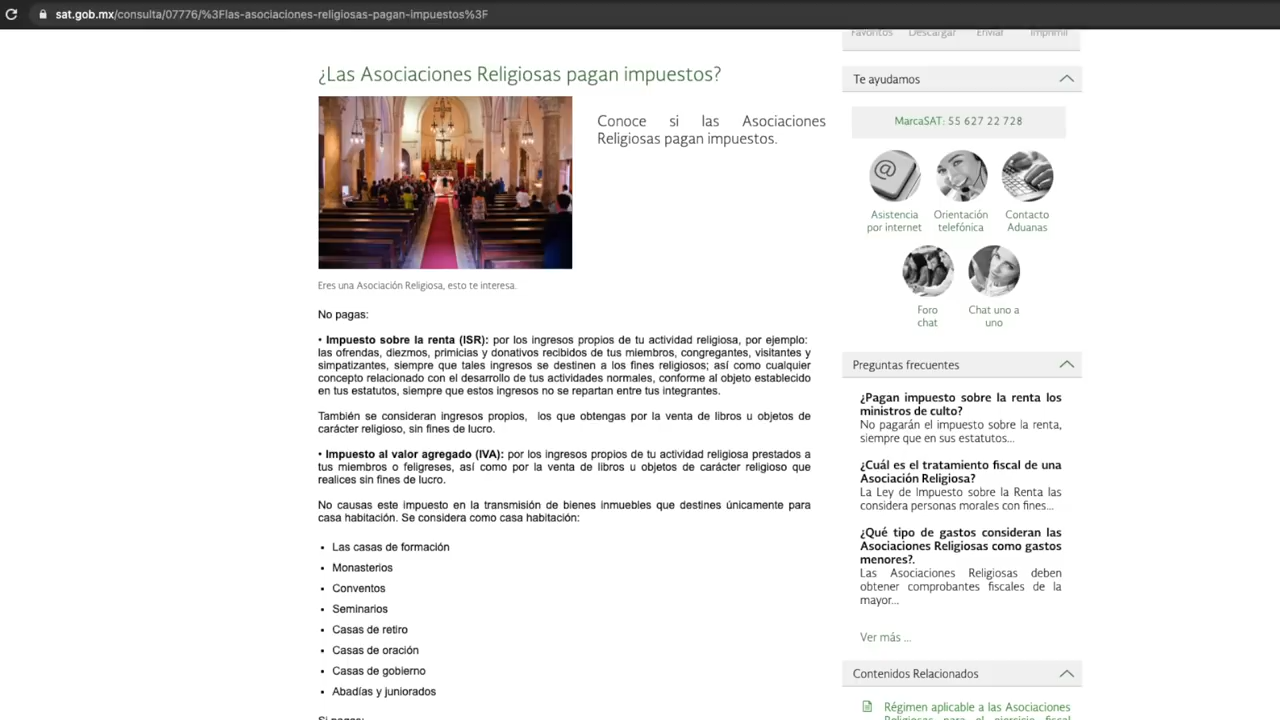 sat.gob.mx/consulta/07776/%3Flas-asociaciones-religiosas-pagan-impuestos%3F
Favoritos Descargar Enviar Imprimir
¿Las Asociaciones Religiosas pagan impuestos?
Conoce si las Asociaciones
Religiosas pagan impuestos.
Eres una Asociación Religiosa, esto te interesa.
No pagas:
• Impuesto sobre la renta (ISR): por los ingresos propios de tu actividad religiosa, por ejemplo:
las ofrendas, diezmos, primicias y donativos recibidos de tus miembros, congregantes, visitantes y
simpatizantes, siempre que tales ingresos se destinen a los fines religiosos; así como cualquier
concepto relacionado con el desarrollo de tus actividades normales, conforme al objeto establecido
en tus estatutos, siempre que estos ingresos no se repartan entre tus integrantes.
También se consideran ingresos propios, los que obtengas por la venta de libros u objetos de
carácter religioso, sin fines de lucro.
• Impuesto al valor agregado (IVA): por los ingresos propios de tu actividad religiosa prestados a
tus miembros o feligreses, así como por la venta de libros u objetos de carácter religioso que
realices sin fines de lucro.
No causas este impuesto en la transmisión de bienes inmuebles que destines únicamente para
casa habitación. Se considera como casa habitación:
• Las casas de formación
• Monasterios
• Conventos
• Seminarios
• Casas de retiro
• Casas de oración
• Casas de gobierno
• Abadías y juniorados
Si pagas:
Te ayudamos
MarcaSAT: 55 627 22 728
Asistencia
por internet
Orientación
telefónica
Contacto
Aduanas
Foro
chat
Chat uno a
uno
Preguntas frecuentes
¿Pagan impuesto sobre la renta los
ministros de culto?
No pagarán el impuesto sobre la renta,
siempre que en sus estatutos...
¿Cuál es el tratamiento fiscal de una
Asociación Religiosa?
La Ley de Impuesto sobre la Renta las
considera personas morales con fines...
¿Qué tipo de gastos consideran las
Asociaciones Religiosas como gastos
menores?.
Las Asociaciones Religiosas deben
obtener comprobantes fiscales de la
mayor...
Ver más ...
Contenidos Relacionados
Régimen aplicable a las Asociaciones
Religiosas para el ejercicio fiscal